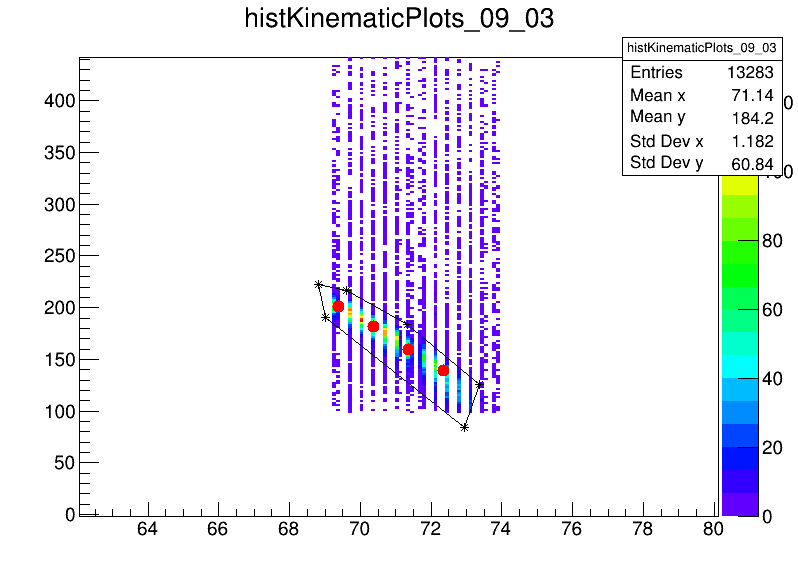 histKinematicPlots_09_03
histKinematicPlots_09_03
Entries 13283
Mean x 71.14
Mean y 184.2
Std Dev x 1.182
Std Dev y 60.84
400
350
300
250
200
150
100
50
0
64 66 68 70 72 74 76 78 80
80
60
40
20
0